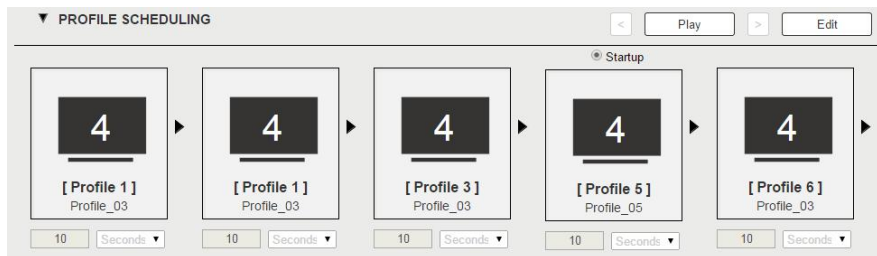 ▼ PROFILE SCHEDULING < Play > Edit
Startup
4 4 4 4 4
[ Profile 1 ] [ Profile 1 ] [ Profile 3 ] [ Profile 5 ] [ Profile 6 ]
Profile_03 Profile_03 Profile_03 Profile_05 Profile_03
10 Seconds ▼ 10 Seconds ▼ 10 Seconds ▼ 10 Seconds ▼ 10 Seconds ▼